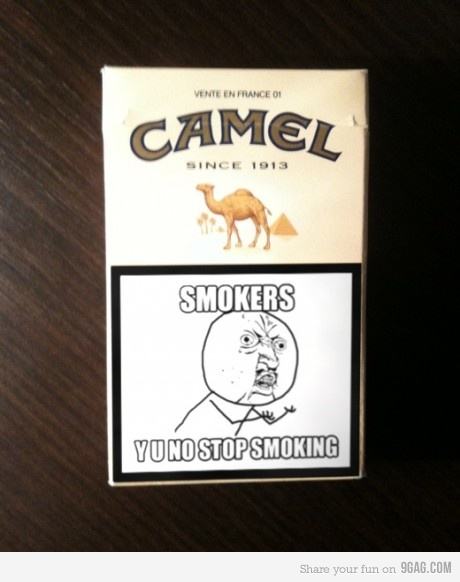 VENTE EN FRANCE 01
CAMEL
SINCE 1913
SMOKERS
Y U NO STOP SMOKING
Share your fun on 9GAG.COM